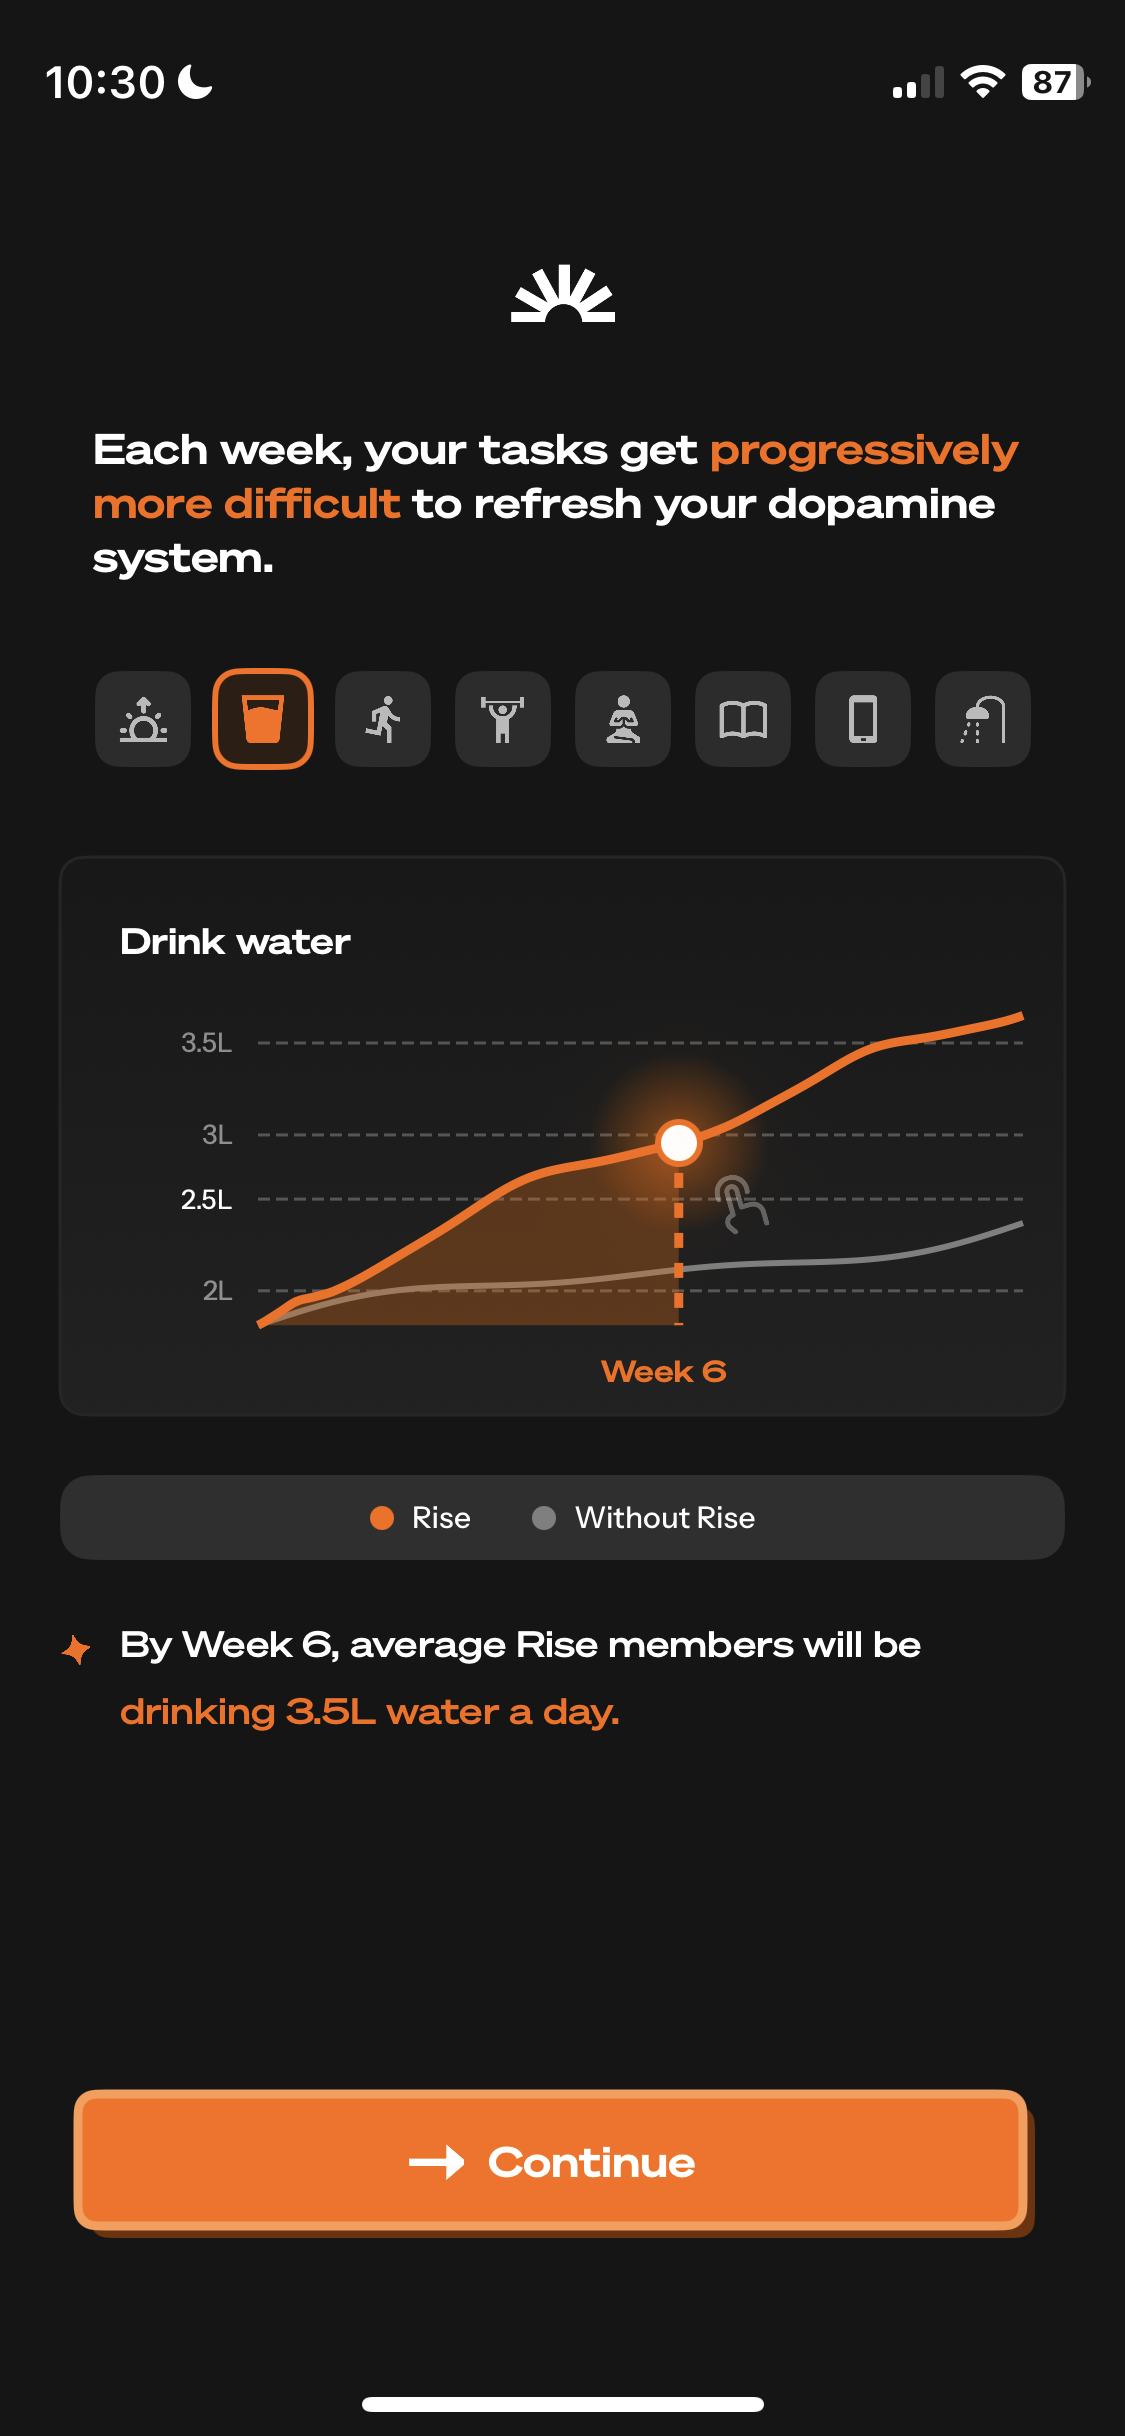 10:30
87
Each week, your tasks get progressively
more difficult to refresh your dopamine
system.
Drink water
3.5L
3L
2.5L
2L
Week 6
Rise
Without Rise
By Week 6, average Rise members will be
drinking 3.5L water a day.
Continue